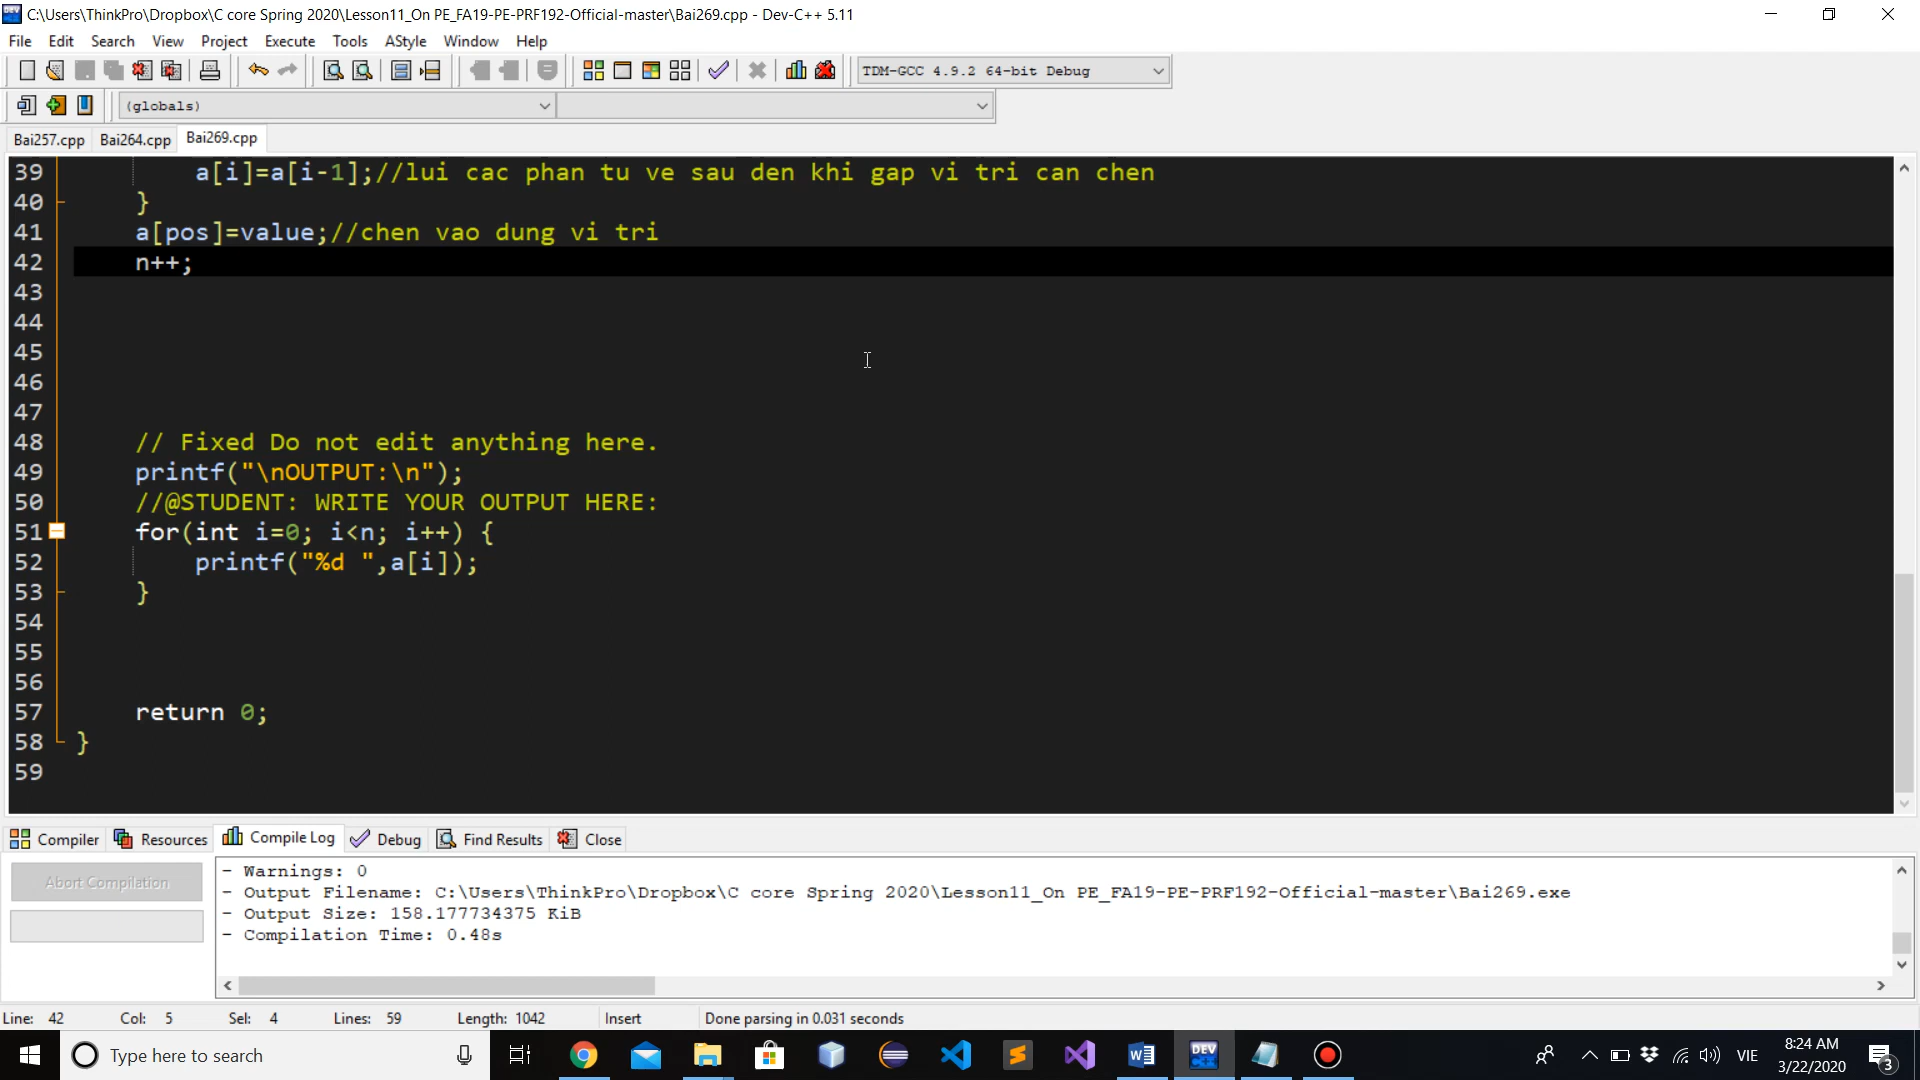 C:\Users\ThinkPro\Dropbox\C core Spring 2020\Lesson11_On PE_FA19-PE-PRF192-Official-master\Bai269.cpp - Dev-C++ 5.11
File Edit Search View Project Execute Tools AStyle Window Help
TDM-GCC 4.9.2 64-bit Debug
(globals)
Bai257.cpp Bai264.cpp Bai269.cpp
39 a[i]=a[i-1];//lui cac phan tu ve sau den khi gap vi tri can chen
40 }
41 a[pos]=value;//chen vao dung vi tri
42 n++;
43
44
45
46
47
48 // Fixed Do not edit anything here.
49 printf("\nOUTPUT:\n");
50 //@STUDENT: WRITE YOUR OUTPUT HERE:
51 for(int i=0; i<n; i++) {
52 printf("%d ",a[i]);
53 }
54
55
56
57 return 0;
58 }
59
Compiler Resources Compile Log Debug Find Results Close
Abort Compilation
- Warnings: 0
- Output Filename: C:\Users\ThinkPro\Dropbox\C core Spring 2020\Lesson11_On PE_FA19-PE-PRF192-Official-master\Bai269.exe
- Output Size: 158.177734375 KiB
- Compilation Time: 0.48s
Line: 42 Col: 5 Sel: 4 Lines: 59 Length: 1042 Insert Done parsing in 0.031 seconds
Type here to search
DEV
VIE
8:24 AM
3/22/2020
3